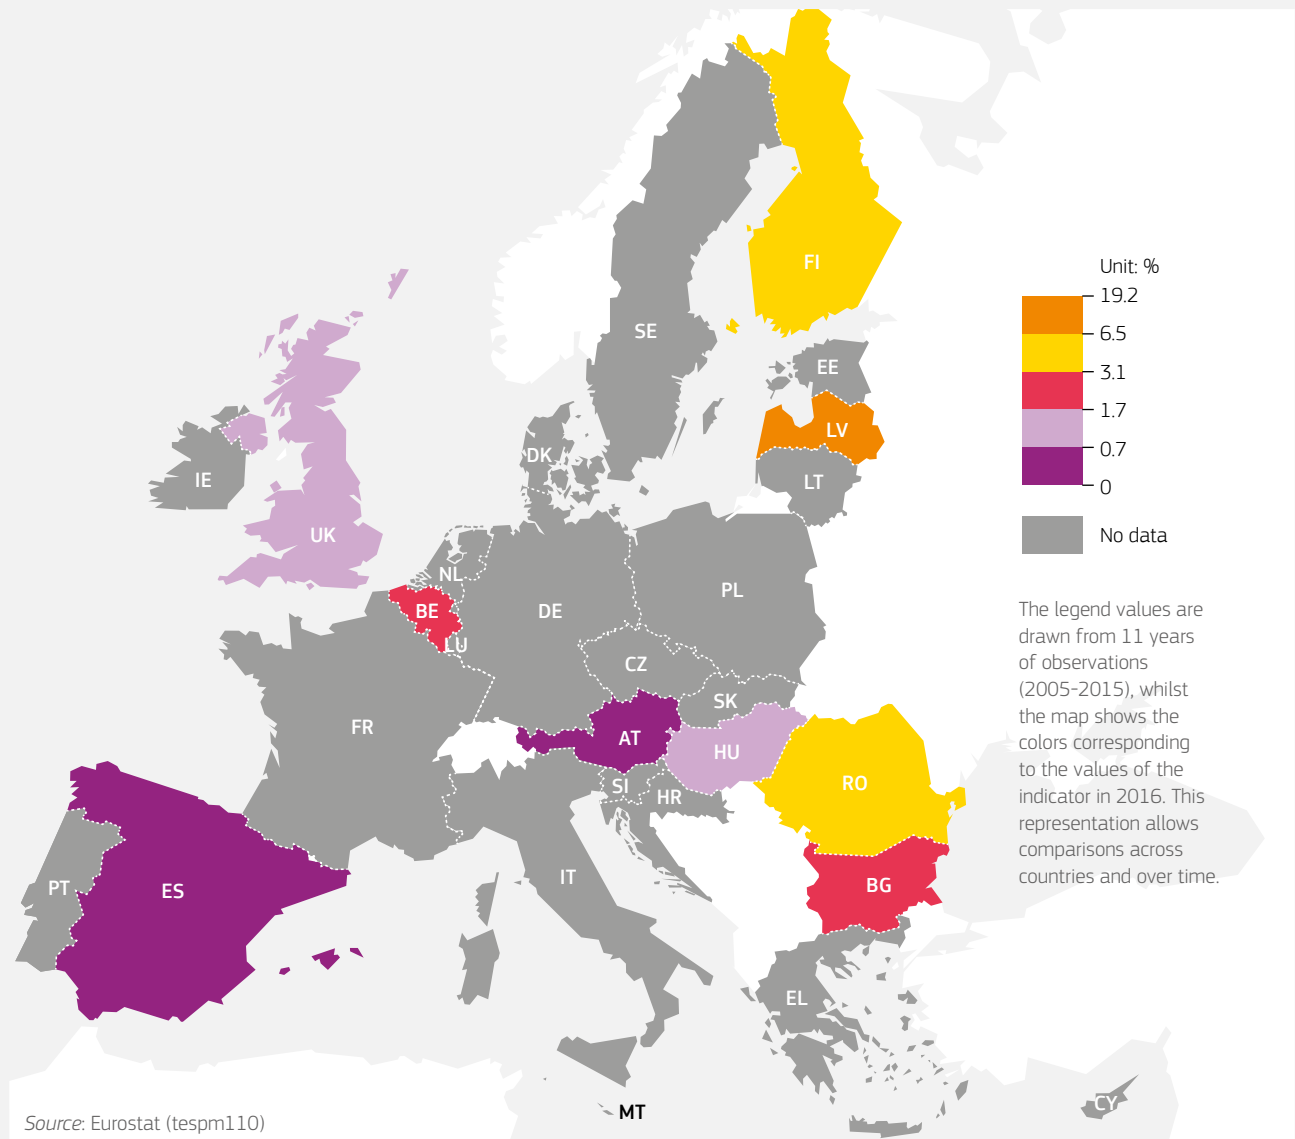 FI
SE
EE
LV
LT
DK
IE
UK
NL
BE
LU
DE
PL
CZ
SK
FR
AT
HU
SI
HR
RO
BG
PT
ES
IT
EL
MT
CY
Unit: %
19.2
6.5
3.1
1.7
0.7
0
No data
The legend values are
drawn from 11 years
of observations
(2005-2015), whilst
the map shows the
colors corresponding
to the values of the
indicator in 2016. This
representation allows
comparisons across
countries and over time.
Source: Eurostat (tespm110)